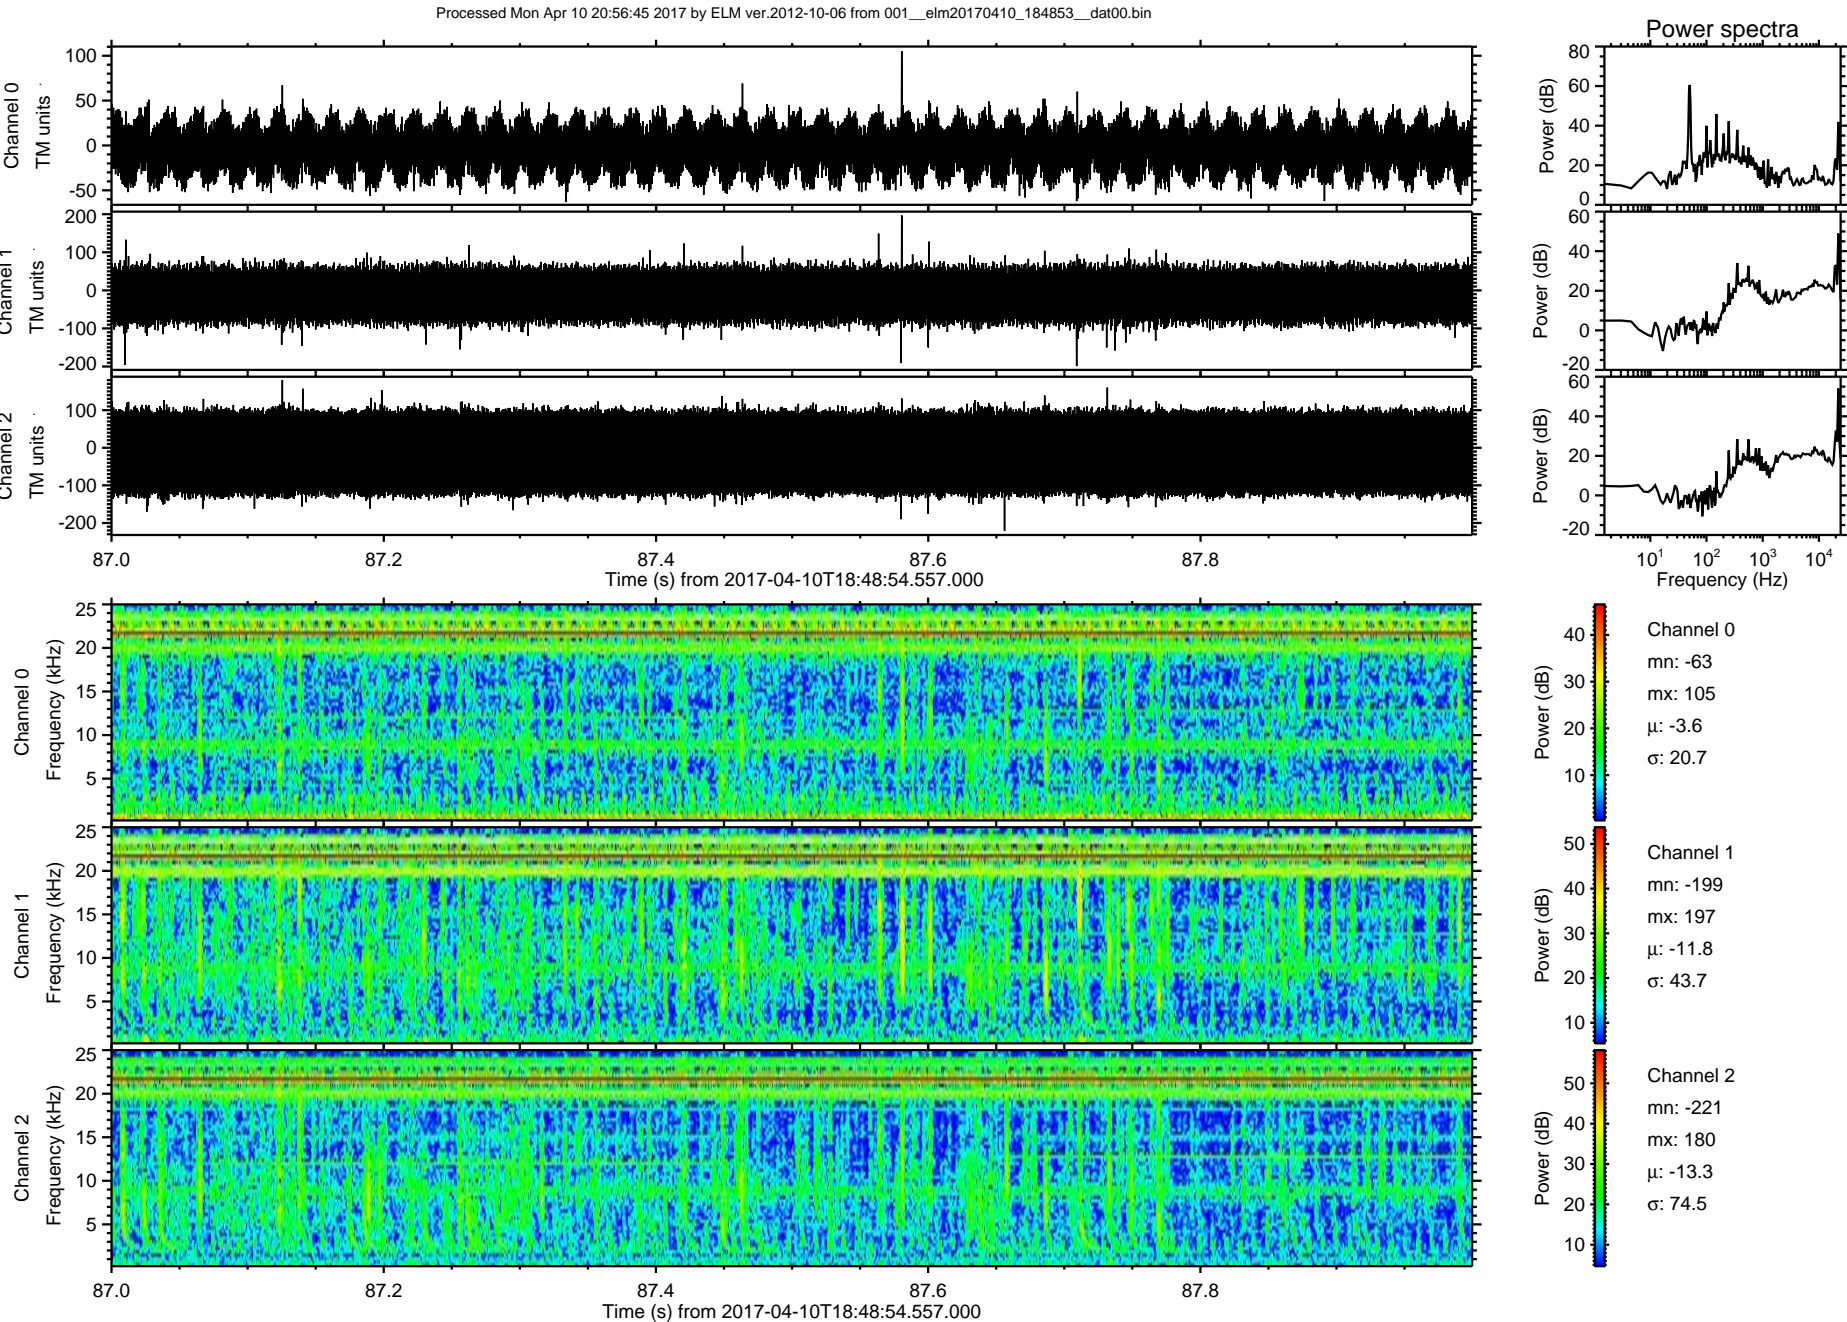 Processed Mon Apr 10 20:56:45 2017 by ELM ver.2012-10-06 from 001__elm20170410_184853__dat00.bin
Power spectra
Channel 0
TM units
100
50
0
-50
Power (dB)
80
60
40
20
0
Channel 1
TM units
200
100
0
-100
-200
Power (dB)
60
40
20
0
-20
Channel 2
TM units
100
0
-100
-200
Power (dB)
60
40
20
0
-20
87.0 87.2 87.4 87.6 87.8
Time (s) from 2017-04-10T18:48:54.557.000
10¹ 10² 10³ 10⁴
Frequency (Hz)
Channel 0
Frequency (kHz)
25
20
15
10
5
Power (dB)
40
30
20
10
Channel 0
mn: -63
mx: 105
μ: -3.6
σ: 20.7
Channel 1
Frequency (kHz)
25
20
15
10
5
Power (dB)
50
40
30
20
10
Channel 1
mn: -199
mx: 197
μ: -11.8
σ: 43.7
Channel 2
Frequency (kHz)
25
20
15
10
5
Power (dB)
50
40
30
20
10
Channel 2
mn: -221
mx: 180
μ: -13.3
σ: 74.5
87.0 87.2 87.4 87.6 87.8
Time (s) from 2017-04-10T18:48:54.557.000